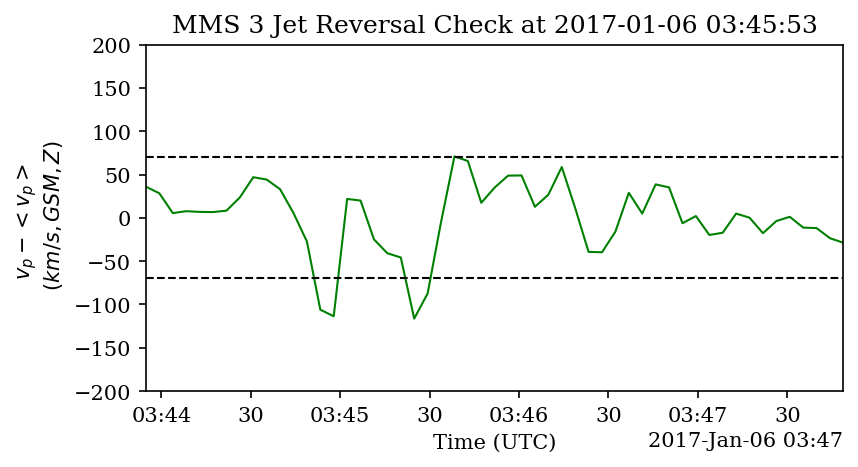 MMS 3 Jet Reversal Check at 2017-01-06 03:45:53
200
150
100
50
0
−50
−100
−150
−200
v_p − < v_p >
(km/s, GSM, Z)
03:44 30 03:45 30 03:46 30 03:47 30
Time (UTC)
2017-Jan-06 03:47